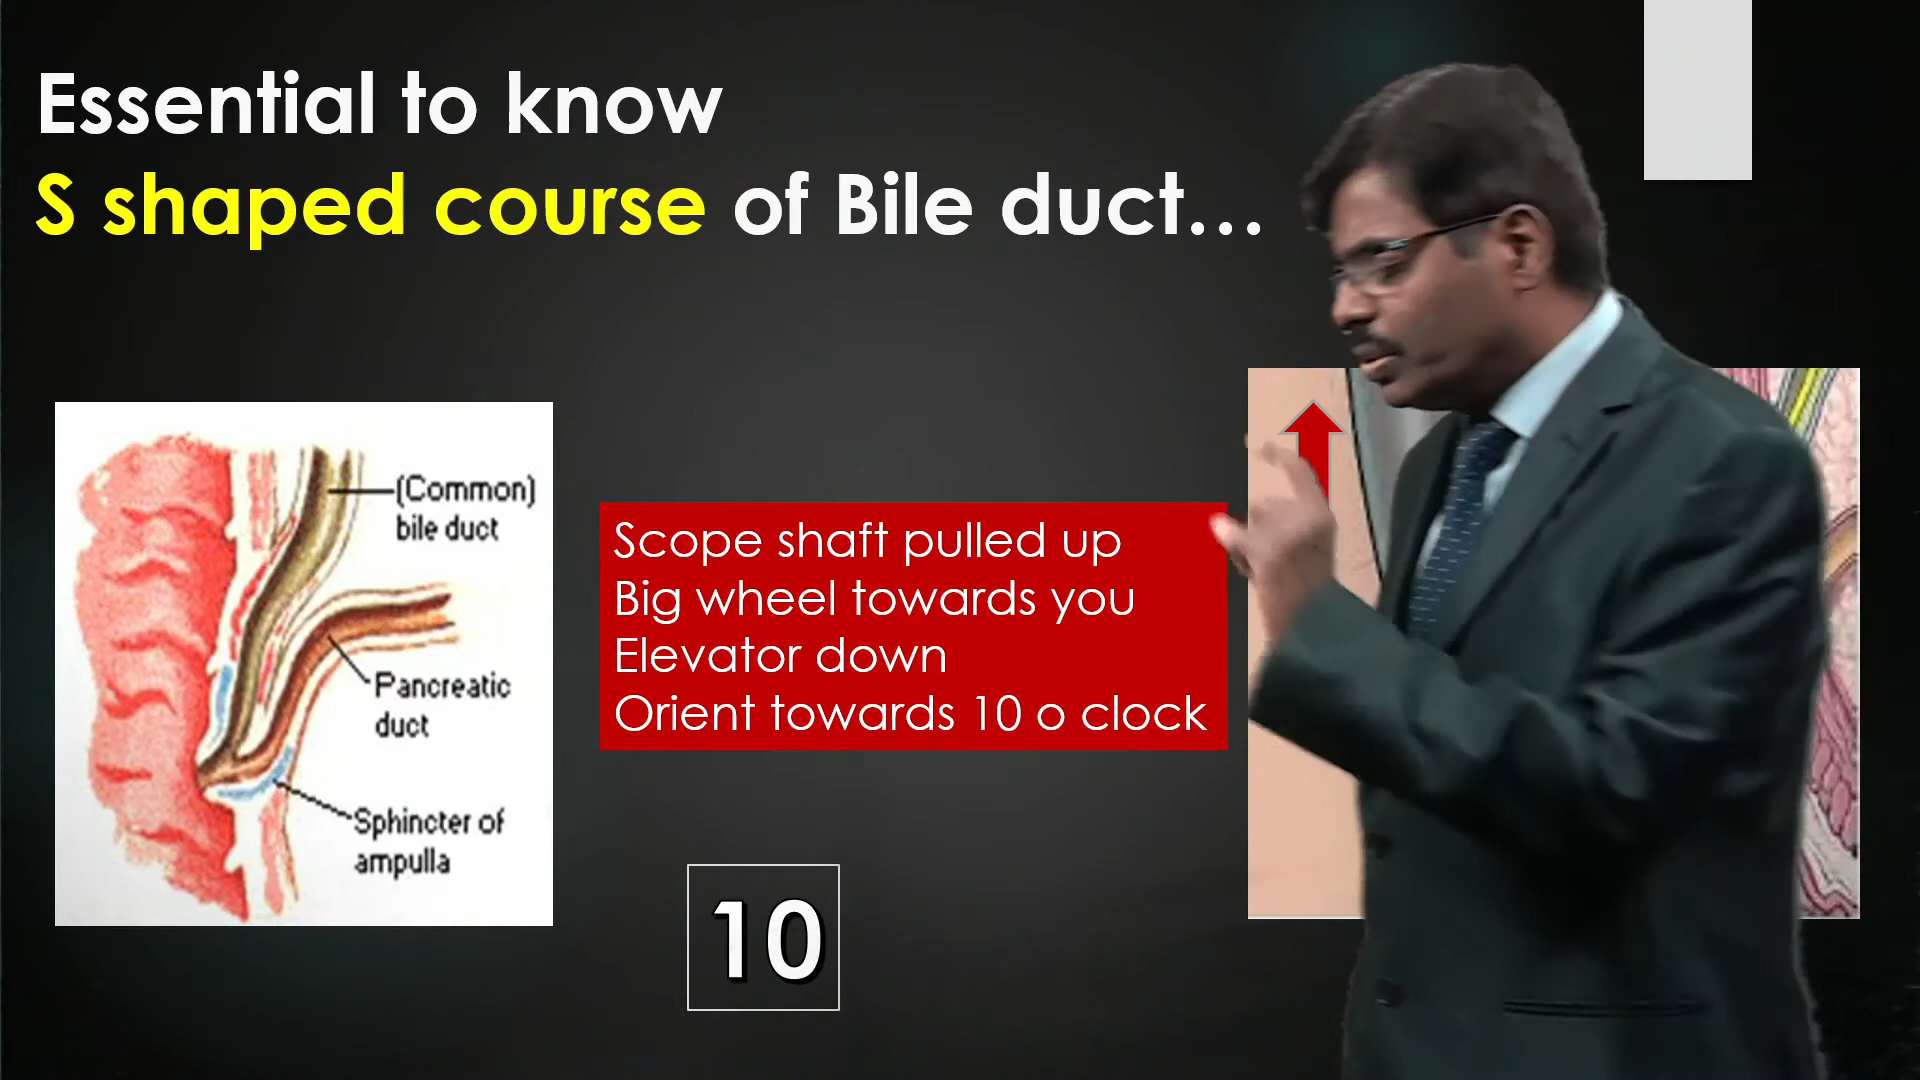 Essential to know
S shaped course of Bile duct...
(Common)
bile duct
Pancreatic
duct
Sphincter of
ampulla
Scope shaft pulled up
Big wheel towards you
Elevator down
Orient towards 10 o clock
10